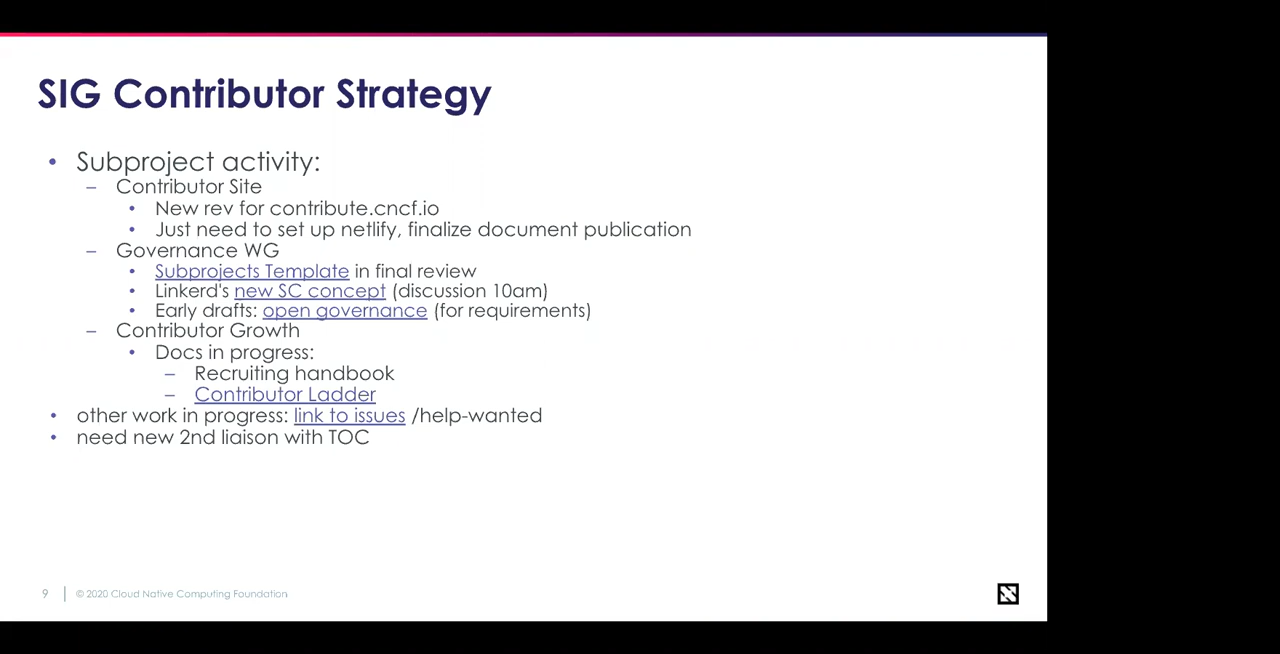 SIG Contributor Strategy
• Subproject activity:
– Contributor Site
• New rev for contribute.cncf.io
• Just need to set up netlify, finalize document publication
– Governance WG
• Subprojects Template in final review
• Linkerd's new SC concept (discussion 10am)
• Early drafts: open governance (for requirements)
– Contributor Growth
• Docs in progress:
– Recruiting handbook
– Contributor Ladder
• other work in progress: link to issues /help-wanted
• need new 2nd liaison with TOC
9 | © 2020 Cloud Native Computing Foundation